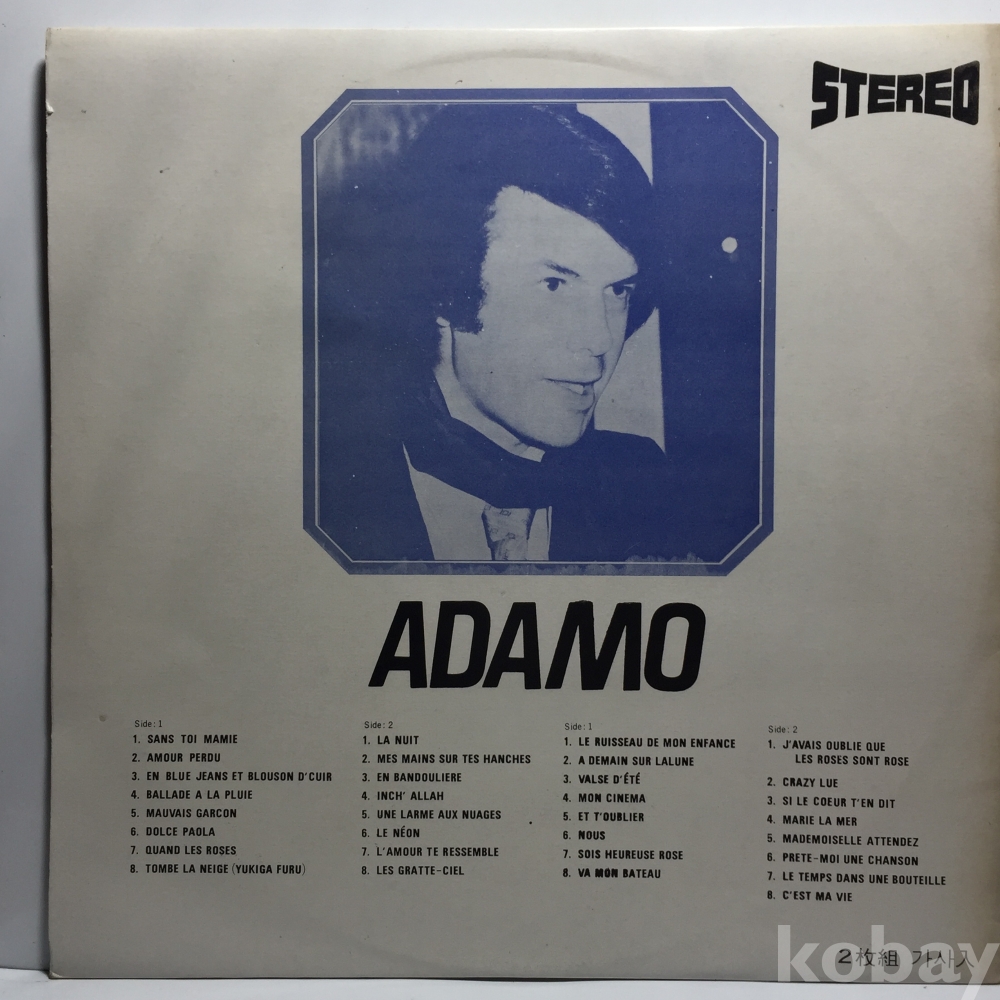 STEREO
ADAMO
Side: 1
1. SANS TOI MAMIE
2. AMOUR PERDU
3. EN BLUE JEANS ET BLOUSON D'CUIR
4. BALLADE A LA PLUIE
5. MAUVAIS GARCON
6. DOLCE PAOLA
7. QUAND LES ROSES
8. TOMBE LA NEIGE (YUKIGA FURU)
Side: 2
1. LA NUIT
2. MES MAINS SUR TES HANCHES
3. EN BANDOULIERE
4. INCH' ALLAH
5. UNE LARME AUX NUAGES
6. LE NÉON
7. L'AMOUR TE RESSEMBLE
8. LES GRATTE-CIEL
Side: 1
1. LE RUISSEAU DE MON ENFANCE
2. A DEMAIN SUR LALUNE
3. VALSE D'ÉTÉ
4. MON CINEMA
5. ET T'OUBLIER
6. NOUS
7. SOIS HEUREUSE ROSE
8. VA MON BATEAU
Side: 2
1. J'AVAIS OUBLIE QUE
LES ROSES SONT ROSE
2. CRAZY LUE
3. SI LE COEUR T'EN DIT
4. MARIE LA MER
5. MADEMOISELLE ATTENDEZ
6. PRETE-MOI UNE CHANSON
7. LE TEMPS DANS UNE BOUTEILLE
8. C'EST MA VIE
2枚組 가사入
kobay